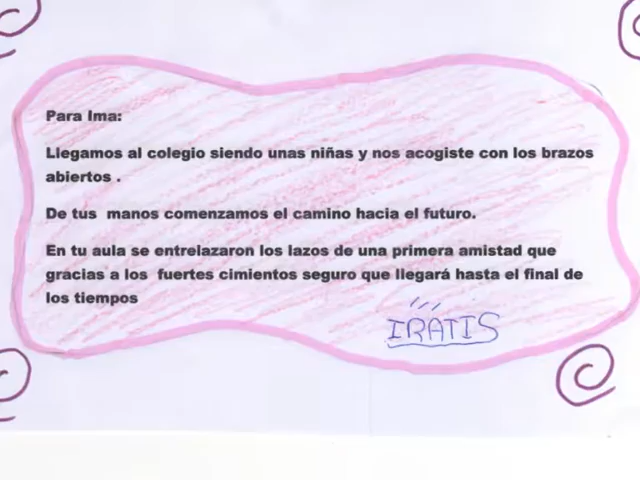 Para Ima:
Llegamos al colegio siendo unas niñas y nos acogiste con los brazos
abiertos .
De tus manos comenzamos el camino hacia el futuro.
En tu aula se entrelazaron los lazos de una primera amistad que
gracias a los fuertes cimientos seguro que llegará hasta el final de
los tiempos
IRATIS